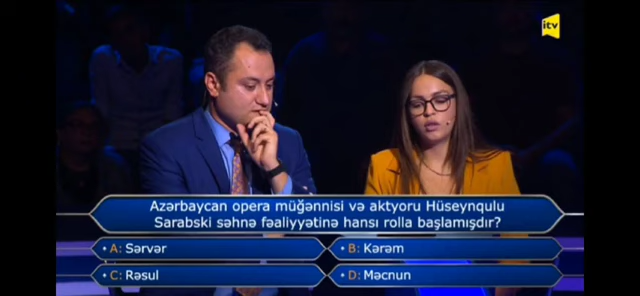 itv
Azərbaycan opera müğənnisi və aktyoru Hüseynqulu
Sarabski səhnə fəaliyyətinə hansı rolla başlamışdır?
A: Sərvər
B: Kərəm
C: Rəsul
D: Məcnun